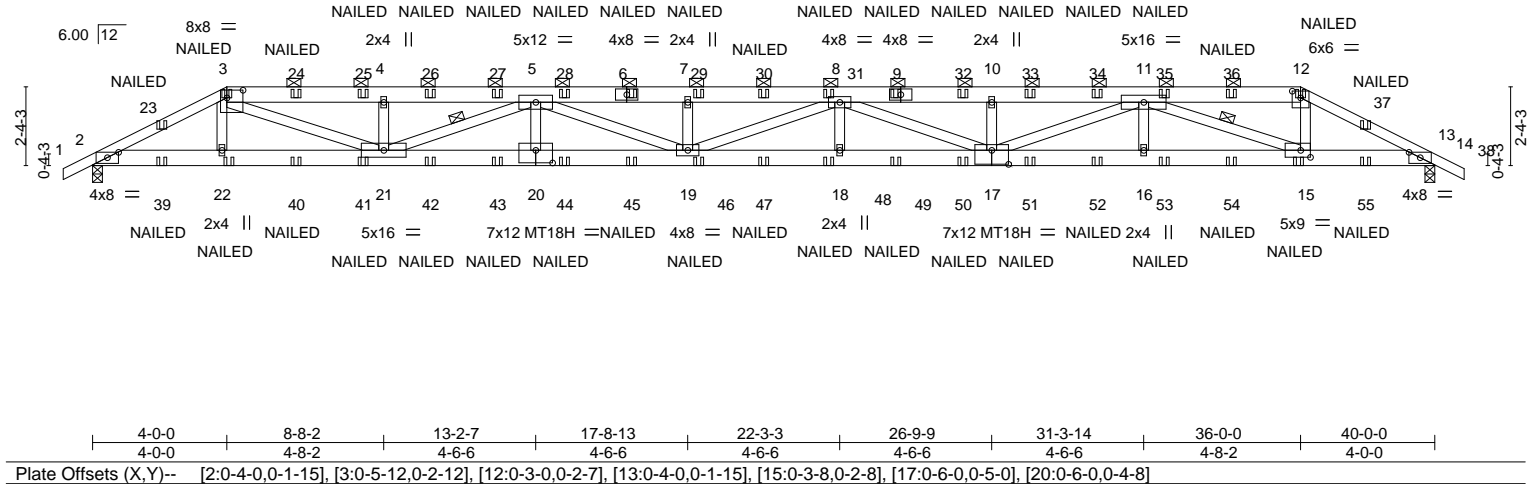 NAILED NAILED NAILED NAILED NAILED NAILED NAILED NAILED NAILED NAILED NAILED NAILED
6.00 12
8x8 =
2x4 ||
5x12 =
4x8 =
2x4 ||
4x8 =
4x8 =
2x4 ||
5x16 =
6x6 =
NAILED NAILED NAILED NAILED
NAILED NAILED
3 24 25 4 26 27 5 28 6 7 29 30 8 31 9 32 10 33 34 11 35 36 12
23 37
2-4-3
0-4-3
1 2
13 14 38
0-4-3
2-4-3
4x8 =
39 22 40 41 21 42 43 20 44 45 19 46 47 18 48 49 50 17 51 52 16 53 54 15 55
4x8 =
2x4 ||
2x4 ||
5x9 =
NAILED NAILED 5x16 = 7x12 MT18H = NAILED 4x8 = NAILED 7x12 MT18H = NAILED 2x4 || NAILED NAILED
NAILED NAILED NAILED NAILED
NAILED NAILED NAILED NAILED NAILED NAILED NAILED NAILED
4-0-0 8-8-2 13-2-7 17-8-13 22-3-3 26-9-9 31-3-14 36-0-0 40-0-0
4-0-0 4-8-2 4-6-6 4-6-6 4-6-6 4-6-6 4-6-6 4-8-2 4-0-0
Plate Offsets (X,Y)-- [2:0-4-0,0-1-15], [3:0-5-12,0-2-12], [12:0-3-0,0-2-7], [13:0-4-0,0-1-15], [15:0-3-8,0-2-8], [17:0-6-0,0-5-0], [20:0-6-0,0-4-8]